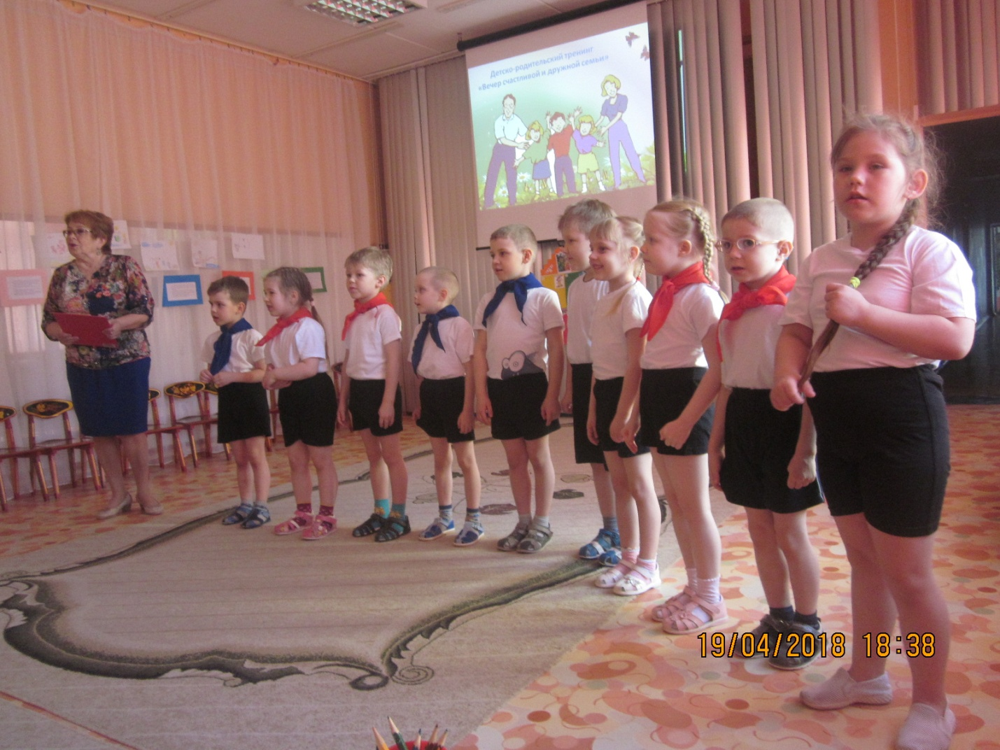 Детско-родительский тренинг
«Вечер счастливой и дружной семьи»
19/04/2018 18:38